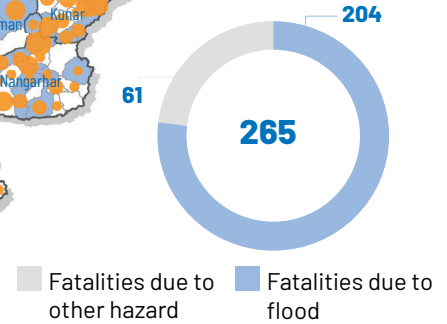 Kunar
Nangarhar
204
61
265
Fatalities due to
other hazard
Fatalities due to
flood